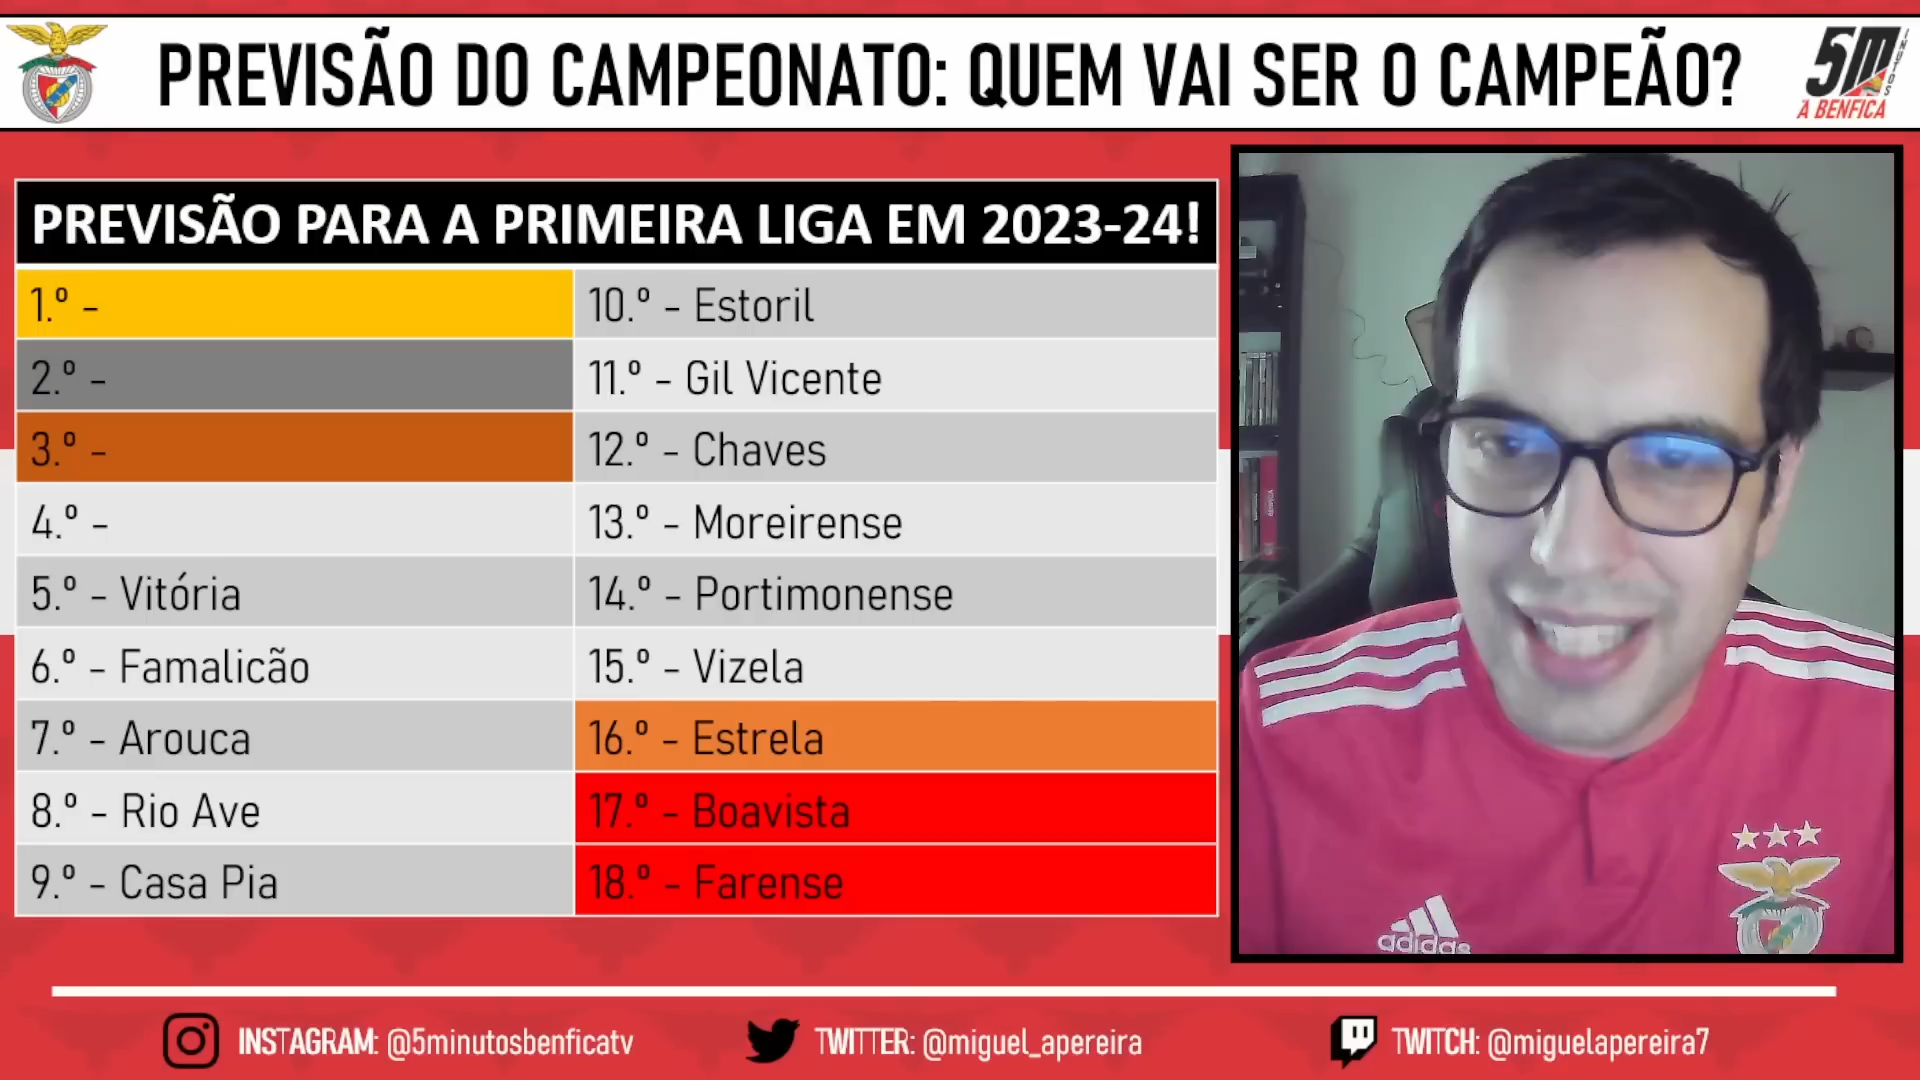 PREVISÃO DO CAMPEONATO: QUEM VAI SER O CAMPEÃO?
5M
INUTOS
À BENFICA
PREVISÃO PARA A PRIMEIRA LIGA EM 2023-24!
1.º -
2.º -
3.º -
4.º -
5.º - Vitória
6.º - Famalicão
7.º - Arouca
8.º - Rio Ave
9.º - Casa Pia
10.º - Estoril
11.º - Gil Vicente
12.º - Chaves
13.º - Moreirense
14.º - Portimonense
15.º - Vizela
16.º - Estrela
17.º - Boavista
18.º - Farense
adidas
INSTAGRAM: @5minutosbenficatv
TWITTER: @miguel_apereira
TWITCH: @miguelapereira7